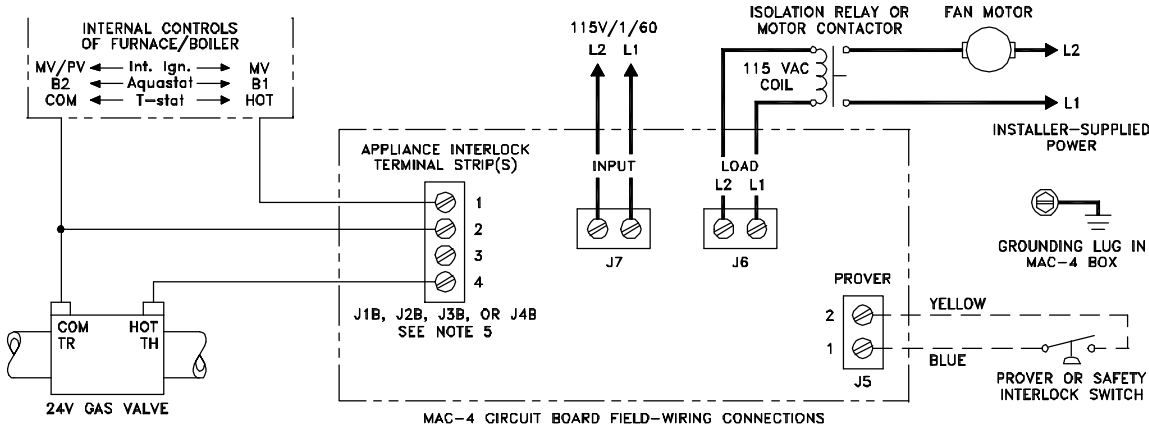 INTERNAL CONTROLS
OF FURNACE/BOILER
MV/PV Int. Ign. MV
B2 Aquastat B1
COM T-stat HOT
115V/1/60
L2 L1
ISOLATION RELAY OR
MOTOR CONTACTOR
FAN MOTOR
L2
115 VAC
COIL
L1
INSTALLER-SUPPLIED
POWER
APPLIANCE INTERLOCK
TERMINAL STRIP(S)
1
2
3
4
J1B, J2B, J3B, OR J4B
SEE NOTE 5
INPUT
J7
LOAD
L2 L1
J6
GROUNDING LUG IN
MAC-4 BOX
PROVER
2
1
J5
YELLOW
BLUE
PROVER OR SAFETY
INTERLOCK SWITCH
COM HOT
TR TH
24V GAS VALVE
MAC-4 CIRCUIT BOARD FIELD-WIRING CONNECTIONS